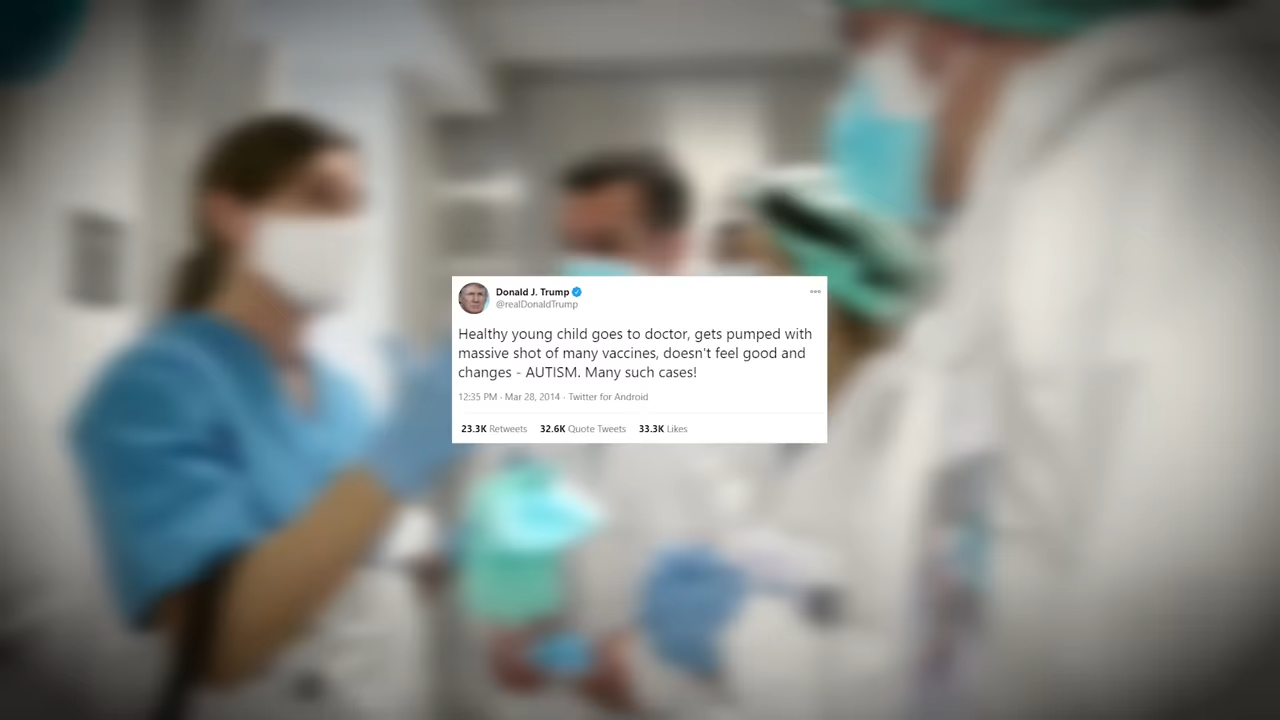 Donald J. Trump
@realDonaldTrump
Healthy young child goes to doctor, gets pumped with
massive shot of many vaccines, doesn't feel good and
changes - AUTISM. Many such cases!
12:35 PM · Mar 28, 2014 · Twitter for Android
23.3K Retweets 32.6K Quote Tweets 33.3K Likes